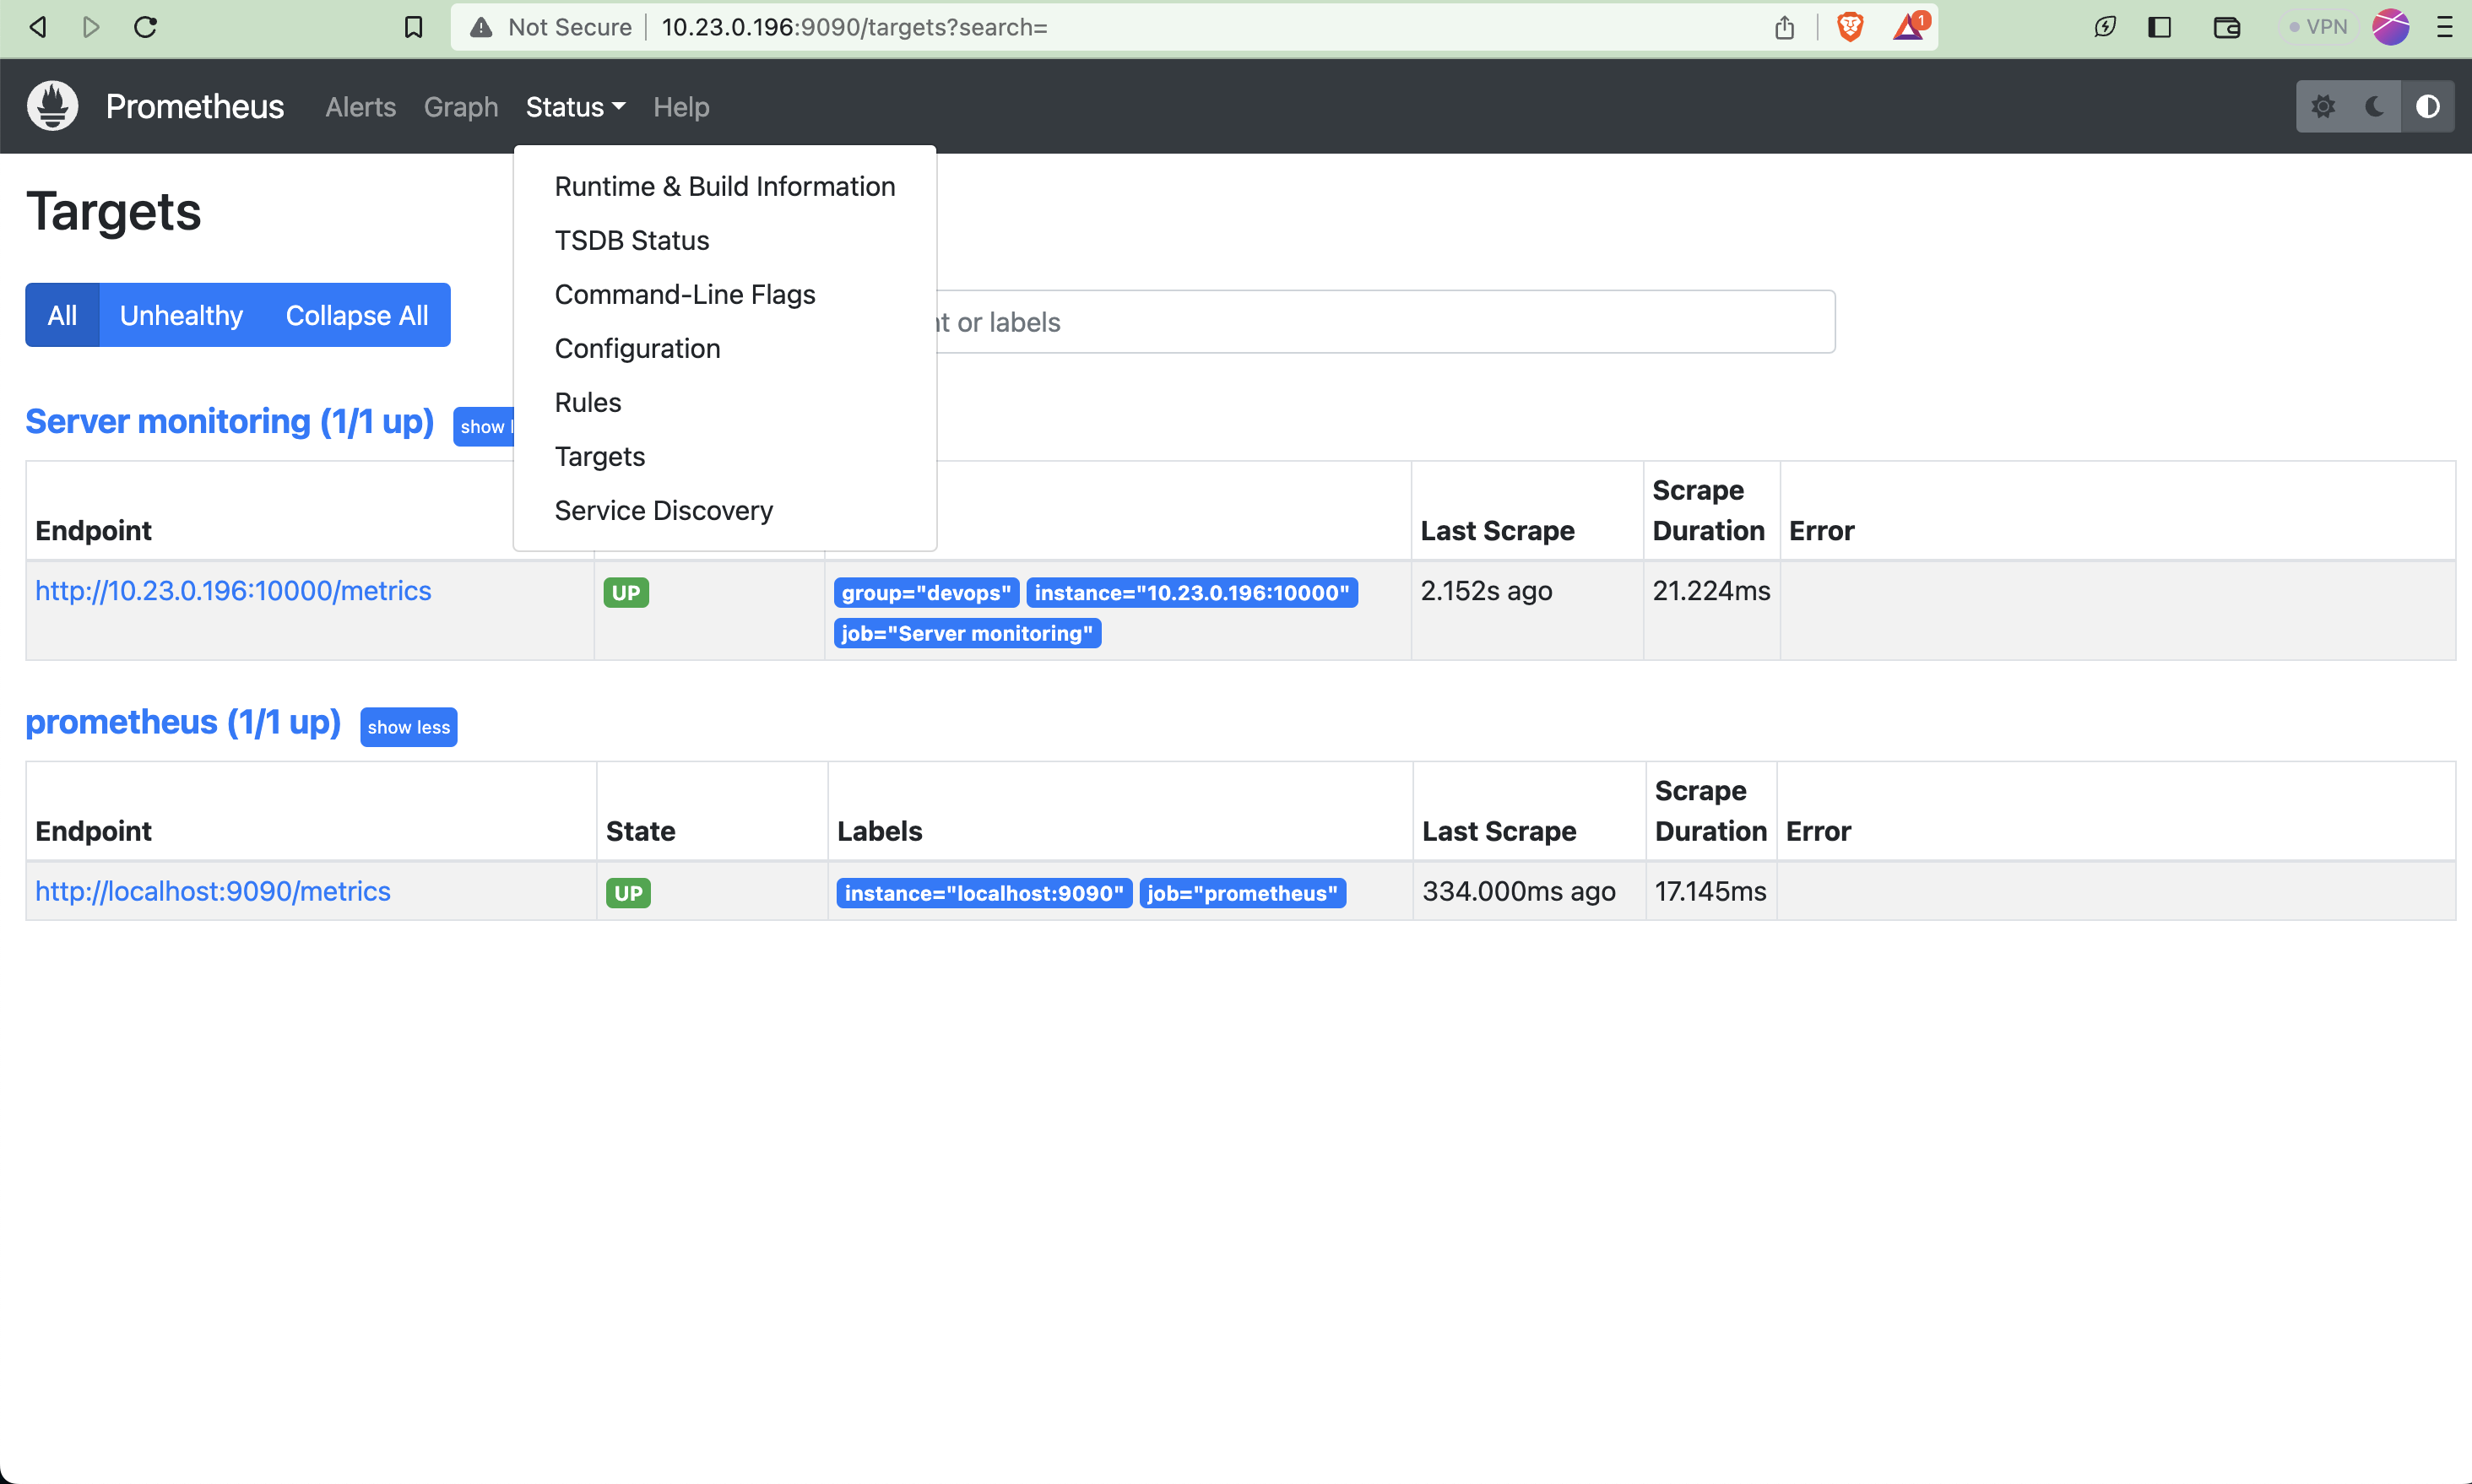 Not Secure 10.23.0.196:9090/targets?search= 1 VPN
Prometheus Alerts Graph Status Help
Runtime & Build Information
TSDB Status
Command-Line Flags
Configuration
Rules
Targets
Service Discovery
Targets
All Unhealthy Collapse All
or labels
Server monitoring (1/1 up) show
Endpoint Last Scrape Scrape Duration Error
http://10.23.0.196:10000/metrics UP group="devops" instance="10.23.0.196:10000" 2.152s ago 21.224ms
job="Server monitoring"
prometheus (1/1 up) show less
Endpoint State Labels Last Scrape Scrape Duration Error
http://localhost:9090/metrics UP instance="localhost:9090" job="prometheus" 334.000ms ago 17.145ms